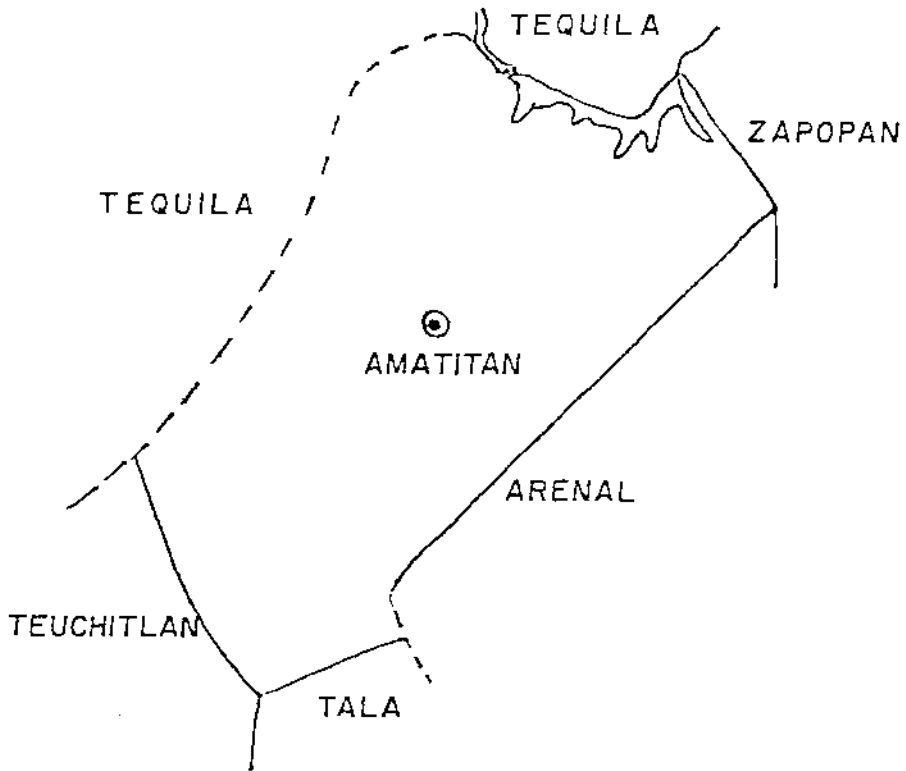 TEQUILA
ZAPOPAN
TEQUILA
AMATITAN
ARENAL
TEUCHITLAN
TALA